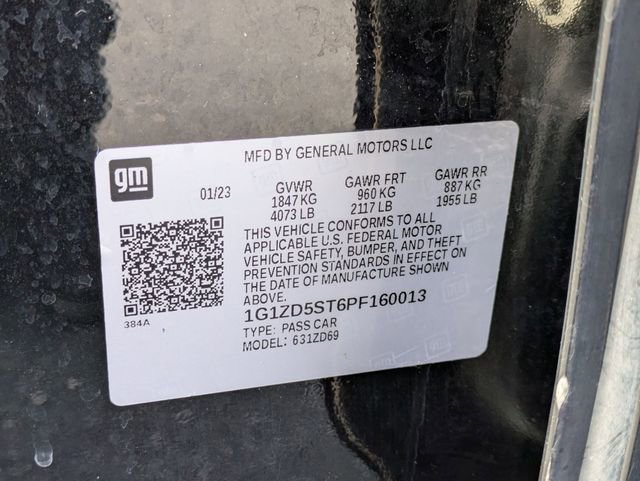 MFD BY GENERAL MOTORS LLC
gm
01/23
GVWR GAWR FRT GAWR RR
1847 KG 960 KG 887 KG
4073 LB 2117 LB 1955 LB
THIS VEHICLE CONFORMS TO ALL
APPLICABLE U.S. FEDERAL MOTOR
VEHICLE SAFETY, BUMPER, AND THEFT
PREVENTION STANDARDS IN EFFECT ON
THE DATE OF MANUFACTURE SHOWN
ABOVE.
384A
1G1ZD5ST6PF160013
TYPE: PASS CAR
MODEL: 631ZD69